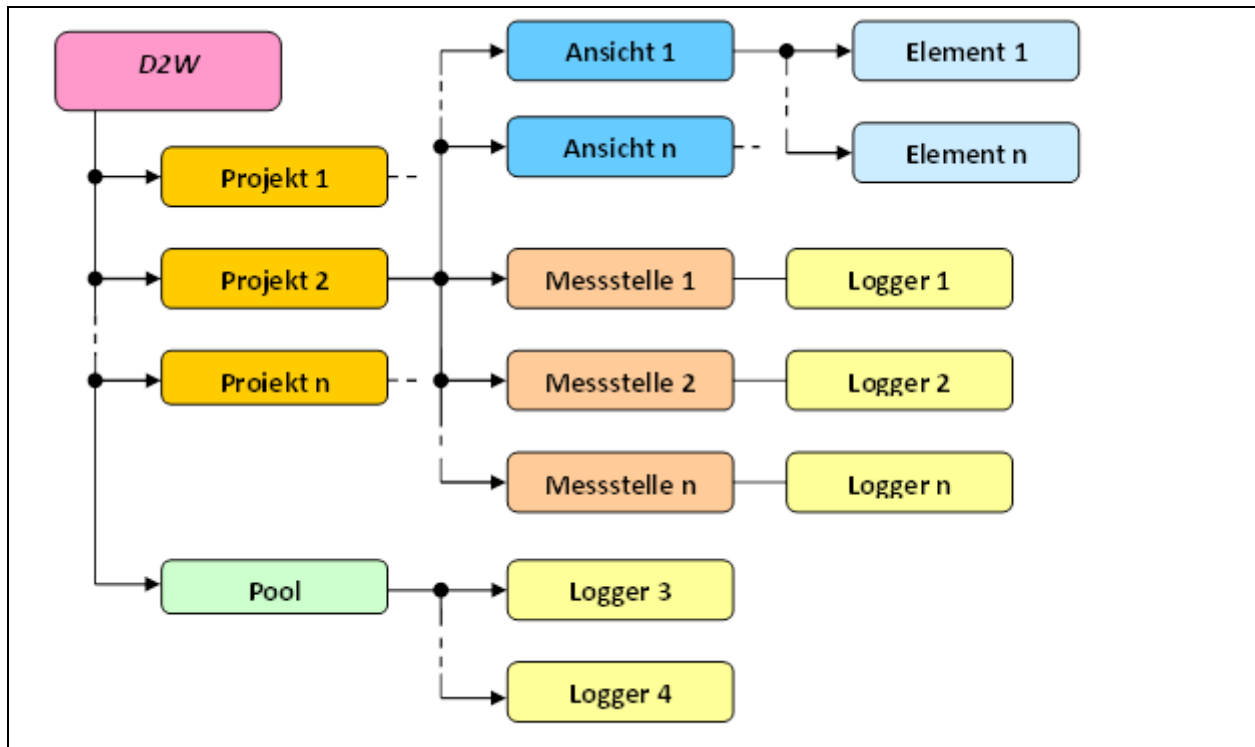 D2W
Ansicht 1
Element 1
Ansicht n
Element n
Projekt 1
Projekt 2
Messstelle 1
Logger 1
Proiekt n
Messstelle 2
Logger 2
Messstelle n
Logger n
Pool
Logger 3
Logger 4